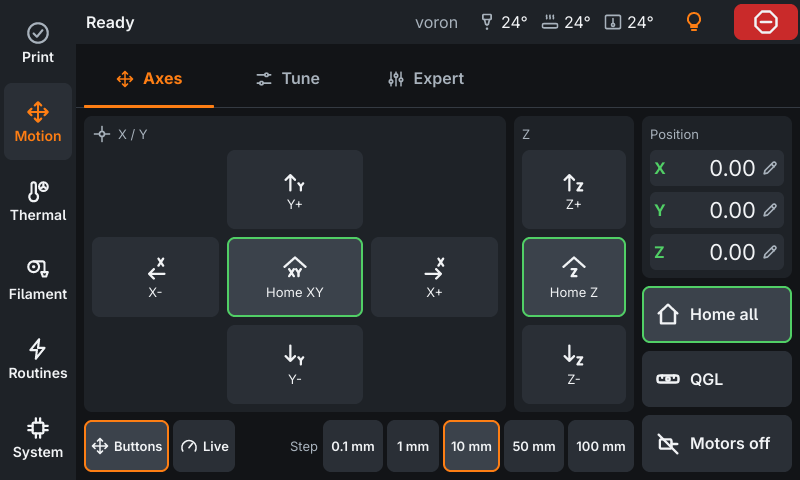 Ready
voron
24°
24°
24°
Print
Motion
Thermal
Filament
Routines
System
Axes
Tune
Expert
X / Y
Y
Y+
X
X-
XY
Home XY
X
X+
Y
Y-
Z
Z
Z+
Z
Home Z
Z
Z-
Position
X 0.00
Y 0.00
Z 0.00
Home all
QGL
Motors off
Buttons
Live
Step
0.1 mm
1 mm
10 mm
50 mm
100 mm